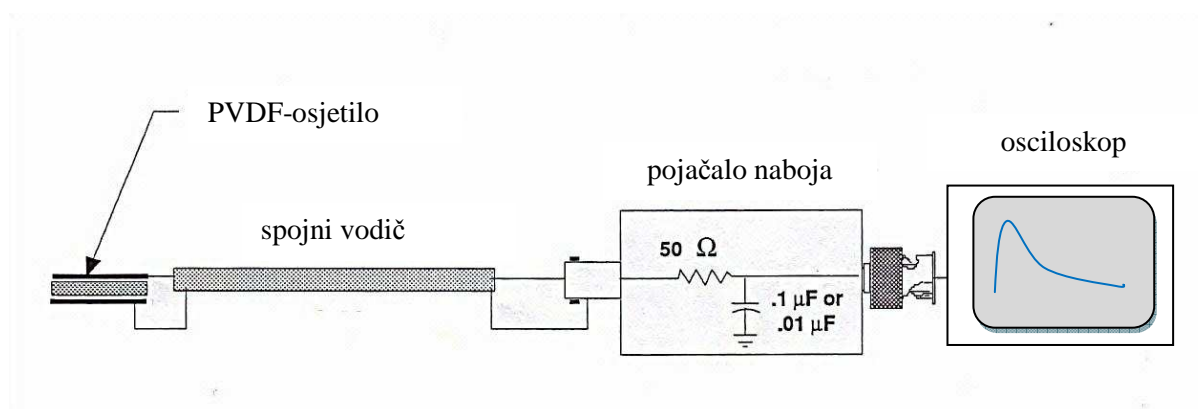 PVDF-osjetilo
osciloskop
pojačalo naboja
spojni vodič
50 Ω
.1 µF or
.01 µF